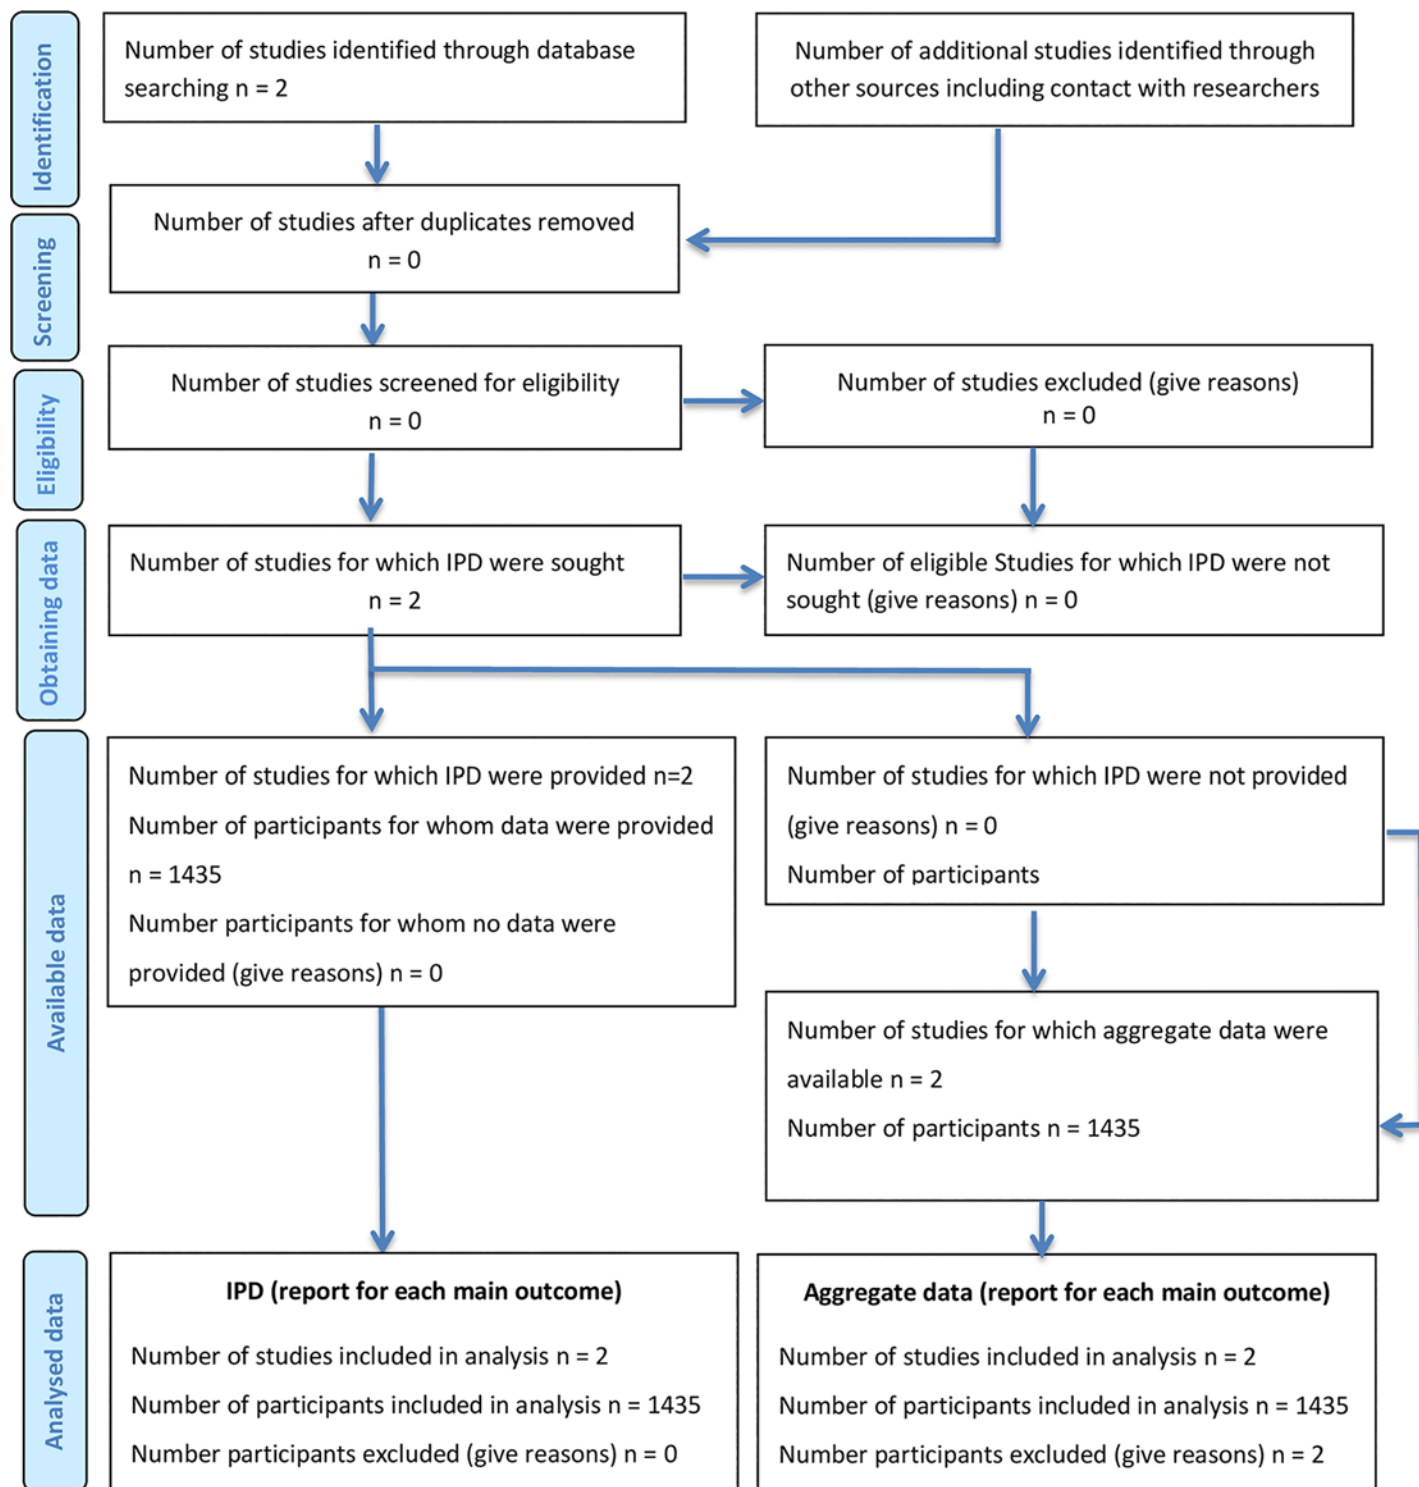 Identification
Number of studies identified through database
searching n = 2
Number of additional studies identified through
other sources including contact with researchers
Screening
Number of studies after duplicates removed
n = 0
Eligibility
Number of studies screened for eligibility
n = 0
Number of studies excluded (give reasons)
n = 0
Obtaining data
Number of studies for which IPD were sought
n = 2
Number of eligible Studies for which IPD were not
sought (give reasons) n = 0
Available data
Number of studies for which IPD were provided n=2
Number of participants for whom data were provided
n = 1435
Number participants for whom no data were
provided (give reasons) n = 0
Number of studies for which IPD were not provided
(give reasons) n = 0
Number of participants
Number of studies for which aggregate data were
available n = 2
Number of participants n = 1435
Analysed data
IPD (report for each main outcome)
Number of studies included in analysis n = 2
Number of participants included in analysis n = 1435
Number participants excluded (give reasons) n = 0
Aggregate data (report for each main outcome)
Number of studies included in analysis n = 2
Number of participants included in analysis n = 1435
Number participants excluded (give reasons) n = 2